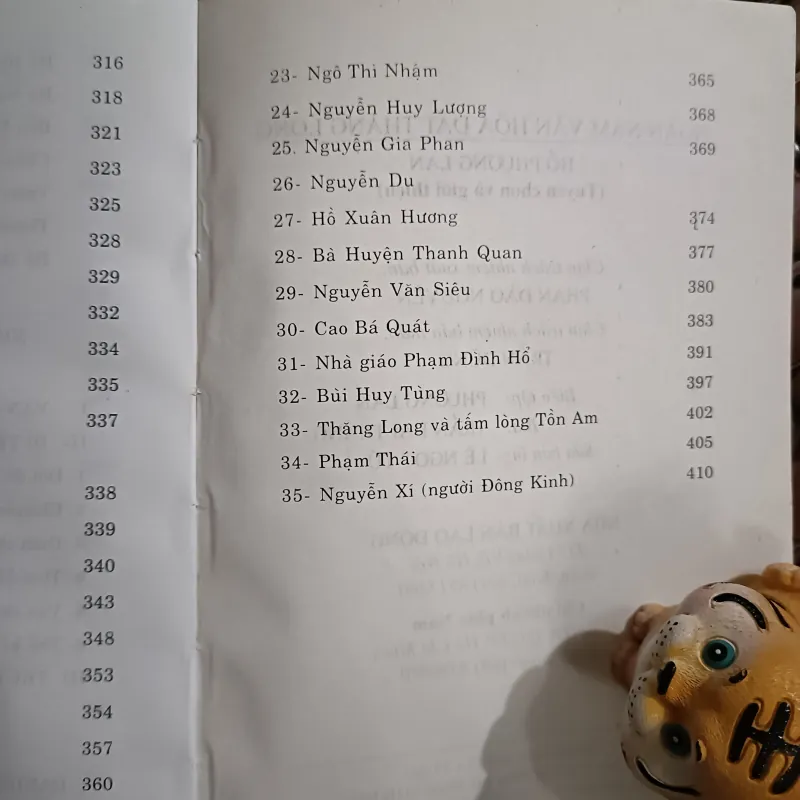 316
318
321
323
325
328
329
332
334
335
337
338
339
340
343
348
353
354
357
360
23- Ngô Thì Nhậm 365
24- Nguyễn Huy Lượng 368
25. Nguyễn Gia Phan 369
26- Nguyễn Du
27- Hồ Xuân Hương 374
28- Bà Huyện Thanh Quan 377
29- Nguyễn Văn Siêu 380
30- Cao Bá Quát 383
31- Nhà giáo Phạm Đình Hổ 391
32- Bùi Huy Tùng 397
33- Thăng Long và tấm lòng Tồn Am 402
34- Phạm Thái 405
35- Nguyễn Xí (người Đông Kinh) 410